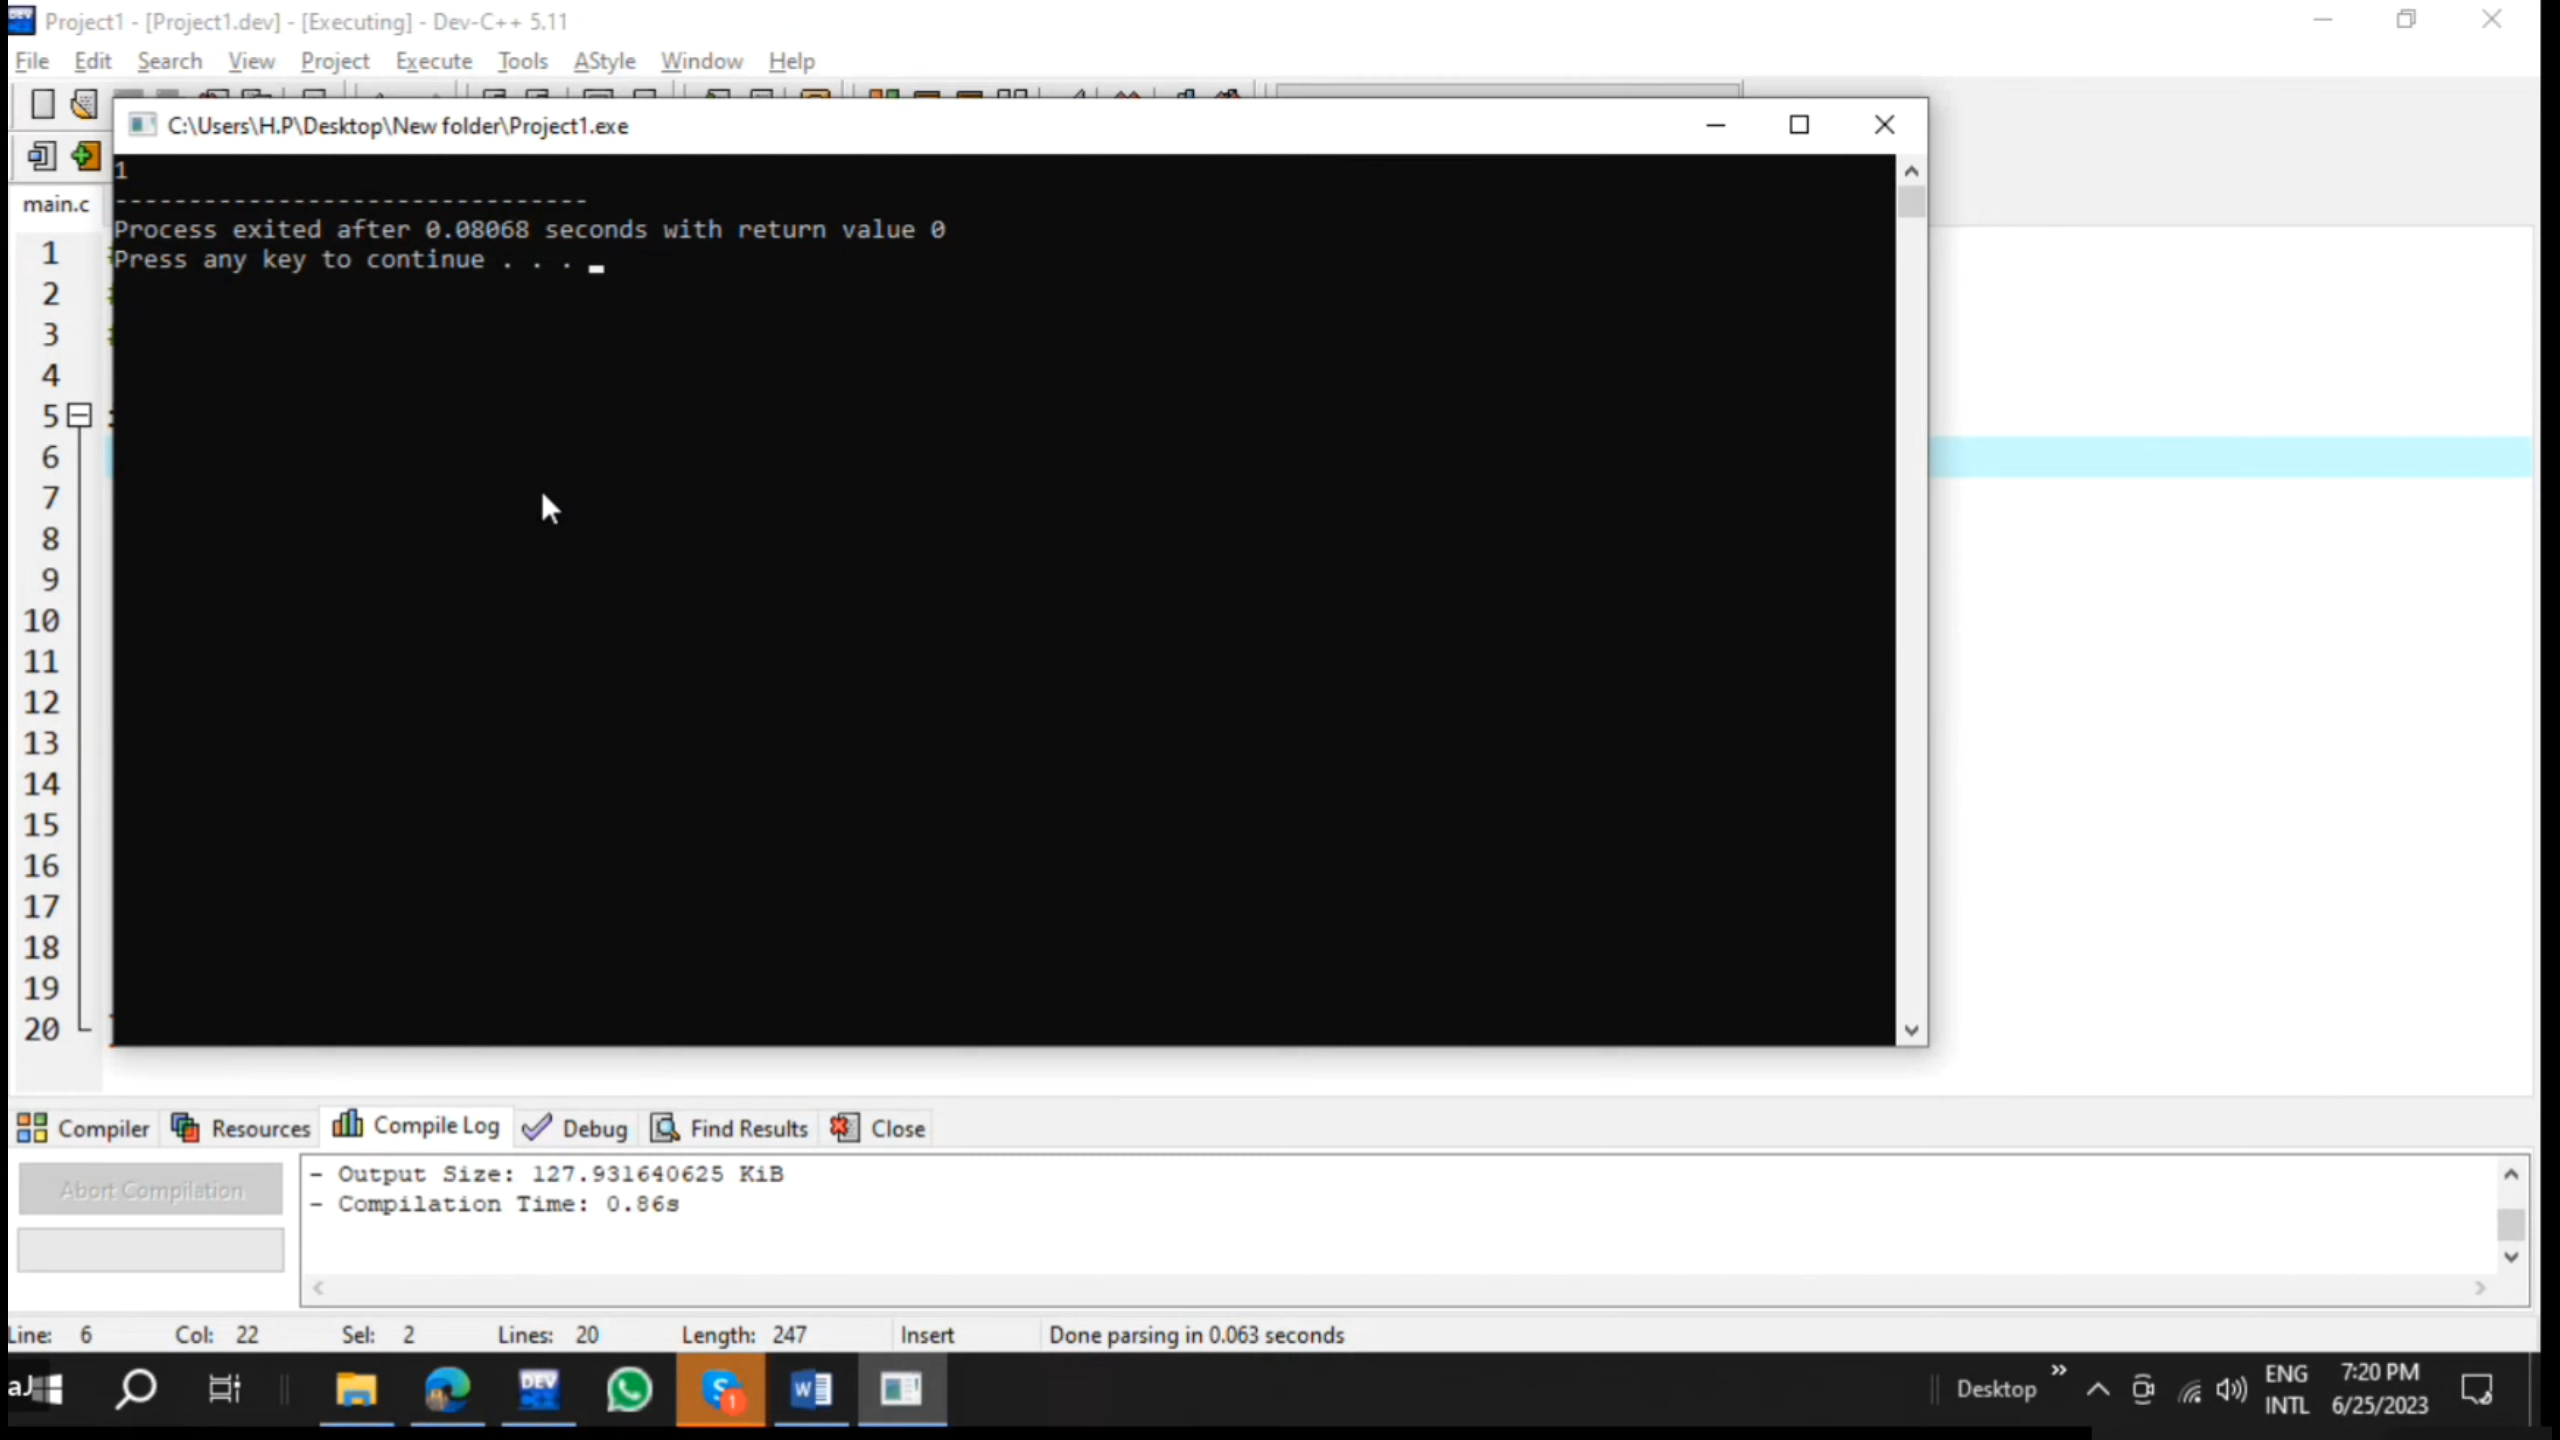 Project1 - [Project1.dev] - [Executing] - Dev-C++ 5.11
File Edit Search View Project Execute Tools AStyle Window Help
C:\Users\H.P\Desktop\New folder\Project1.exe
main.c
1
--------------------------------
Process exited after 0.08068 seconds with return value 0
Press any key to continue . . .
1
2
3
4
5
6
7
8
9
10
11
12
13
14
15
16
17
18
19
20
Compiler Resources Compile Log Debug Find Results Close
Abort Compilation
- Output Size: 127.931640625 KiB
- Compilation Time: 0.86s
Line: 6 Col: 22 Sel: 2 Lines: 20 Length: 247 Insert Done parsing in 0.063 seconds
DEV
S 1
W
Desktop
ENG
INTL
7:20 PM
6/25/2023